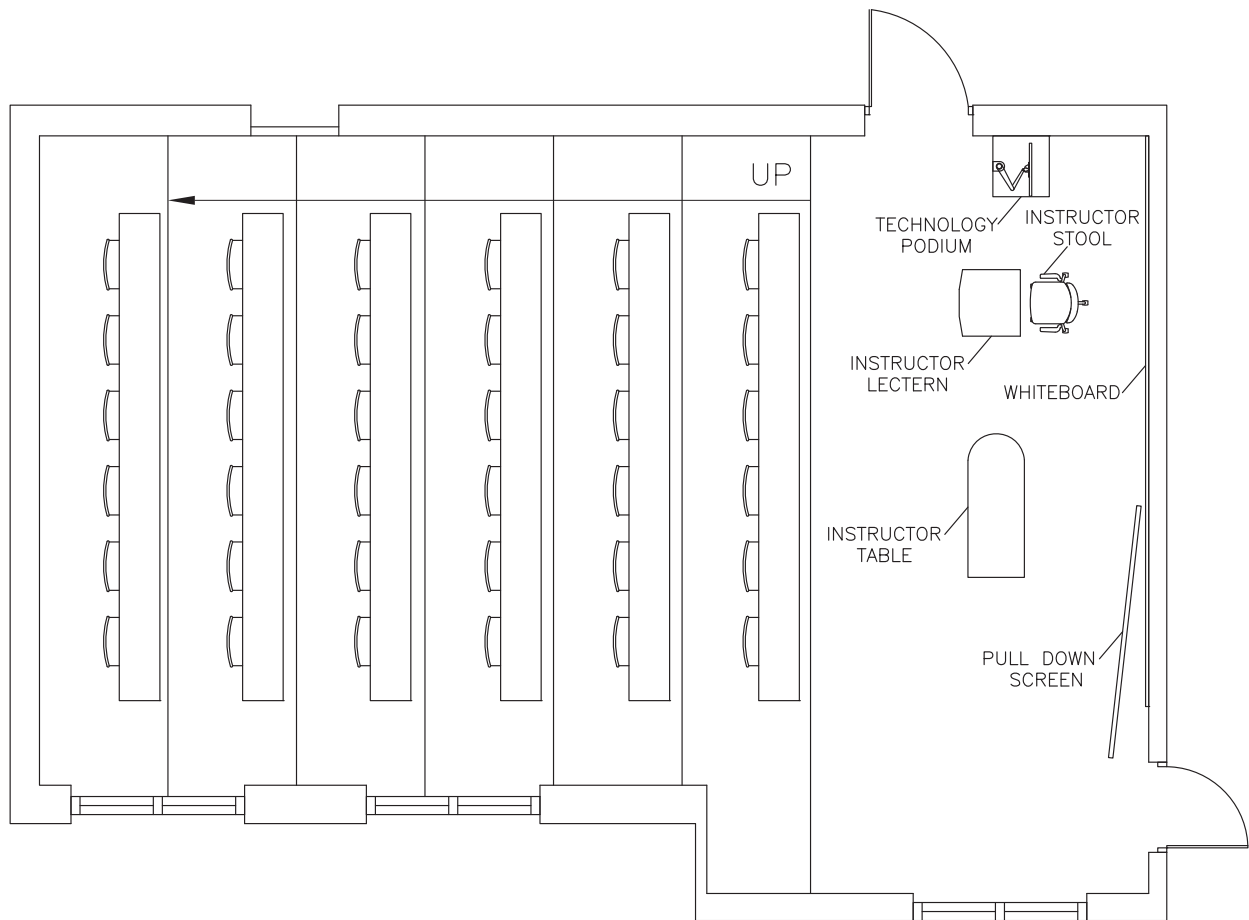 UP
TECHNOLOGY
PODIUM
INSTRUCTOR
STOOL
INSTRUCTOR
LECTERN
WHITEBOARD
INSTRUCTOR
TABLE
PULL DOWN
SCREEN